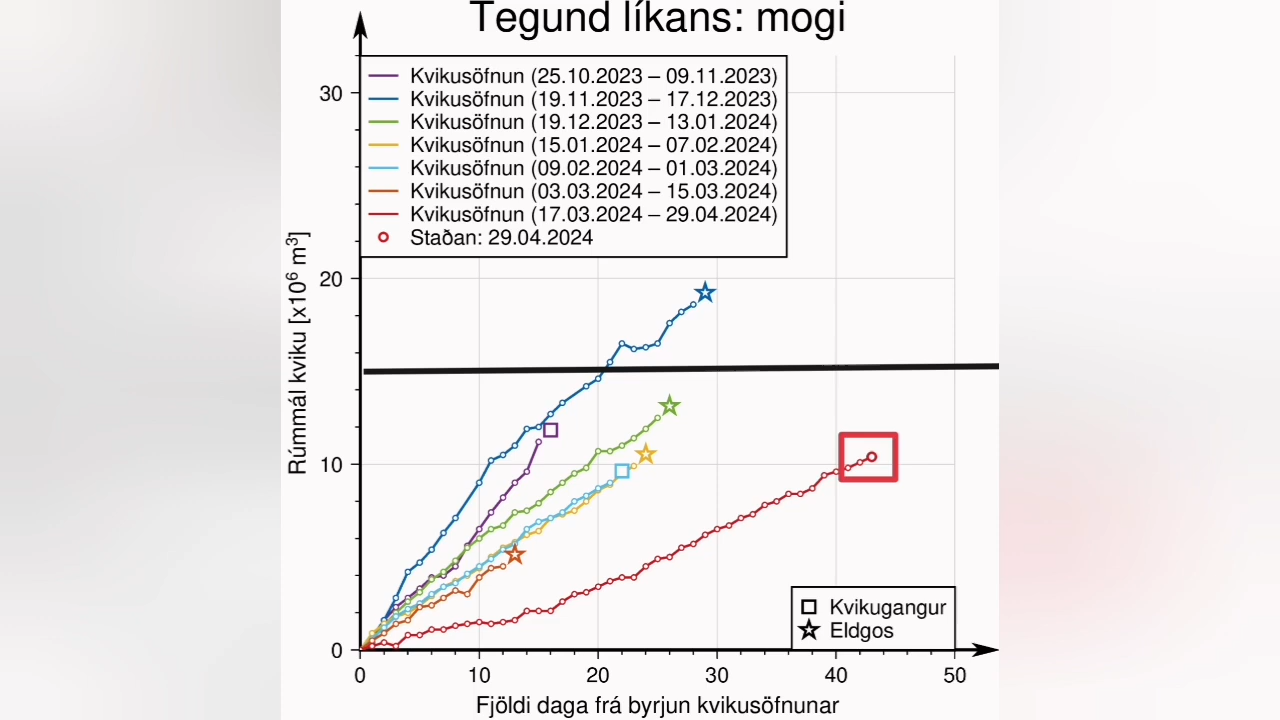 Tegund líkans: mogi
Kvikusöfnun (25.10.2023 – 09.11.2023)
Kvikusöfnun (19.11.2023 – 17.12.2023)
Kvikusöfnun (19.12.2023 – 13.01.2024)
Kvikusöfnun (15.01.2024 – 07.02.2024)
Kvikusöfnun (09.02.2024 – 01.03.2024)
Kvikusöfnun (03.03.2024 – 15.03.2024)
Kvikusöfnun (17.03.2024 – 29.04.2024)
Staðan: 29.04.2024
Rúmmál kviku [x10⁶ m³]
30
20
10
0
Kvikugangur
Eldgos
0 10 20 30 40 50
Fjöldi daga frá byrjun kvikusöfnunar